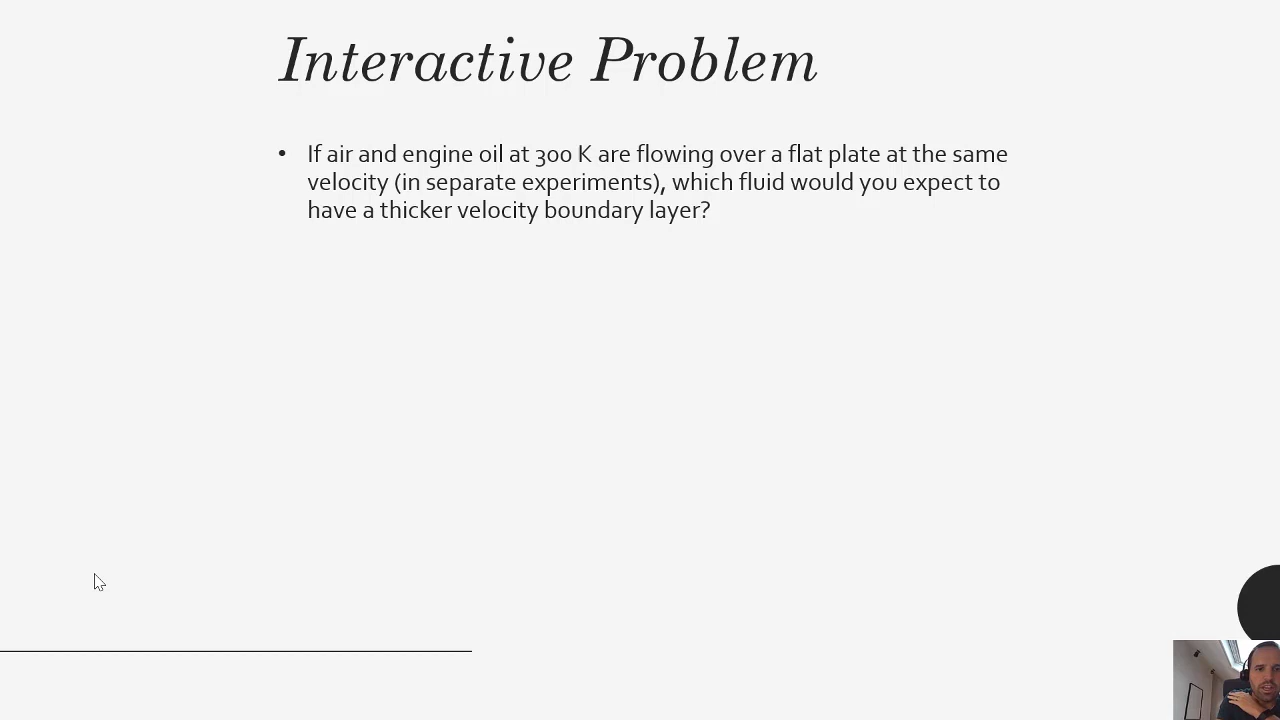 Interactive Problem
• If air and engine oil at 300 K are flowing over a flat plate at the same
velocity (in separate experiments), which fluid would you expect to
have a thicker velocity boundary layer?